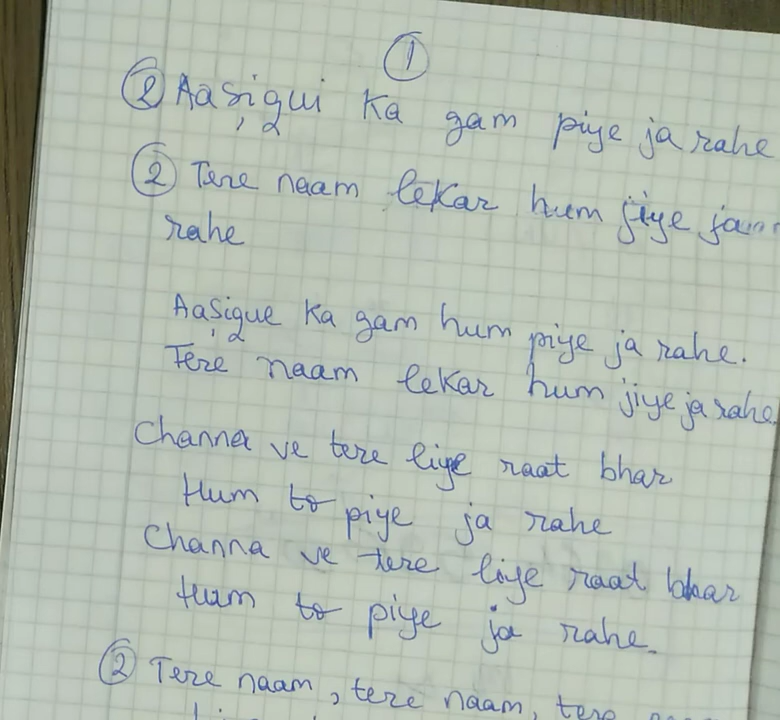 1
② Aasiqui ka gam piye ja rahe
② Tere naam lekar hum jiye ja
rahe
Aasique ka gam hum piye ja rahe.
Tere naam lekar hum jiye ja rahe
Channa ve tere liye raat bhar
Hum to piye ja rahe
Channa ve tere liye raat bhar
Hum to piye ja rahe.
② Tere naam, tere naam, tere